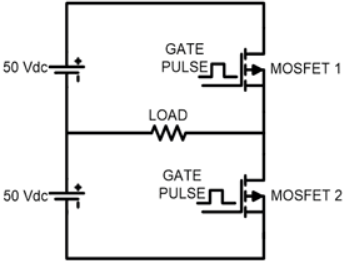 GATE
PULSE
50 Vdc
+
MOSFET 1
LOAD
GATE
PULSE
50 Vdc
+
MOSFET 2